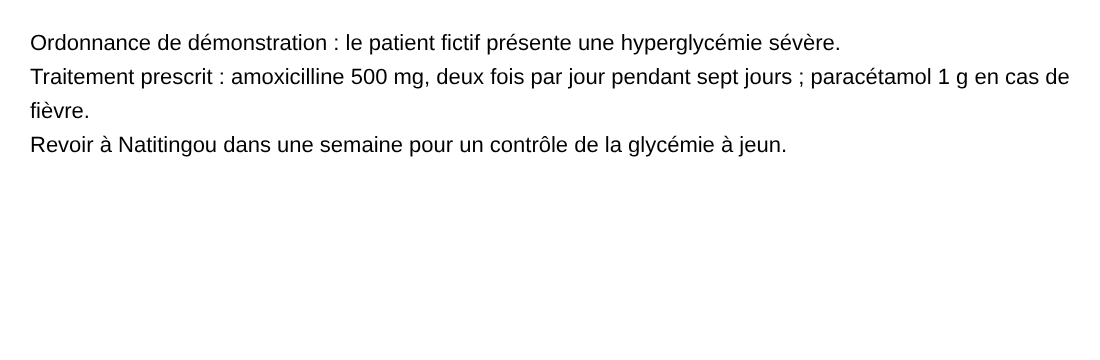 Ordonnance de démonstration : le patient fictif présente une hyperglycémie sévère.
Traitement prescrit : amoxicilline 500 mg, deux fois par jour pendant sept jours ; paracétamol 1 g en cas de
fièvre.
Revoir à Natitingou dans une semaine pour un contrôle de la glycémie à jeun.